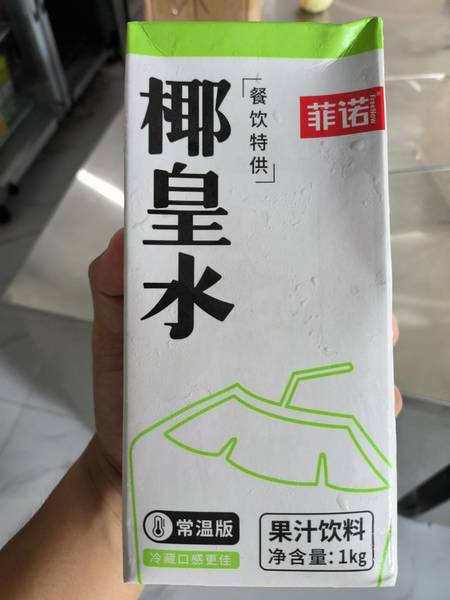 椰皇水
「餐饮特供」
菲诺
FreeNow
常温版
冷藏口感更佳
果汁饮料
净含量:1kg